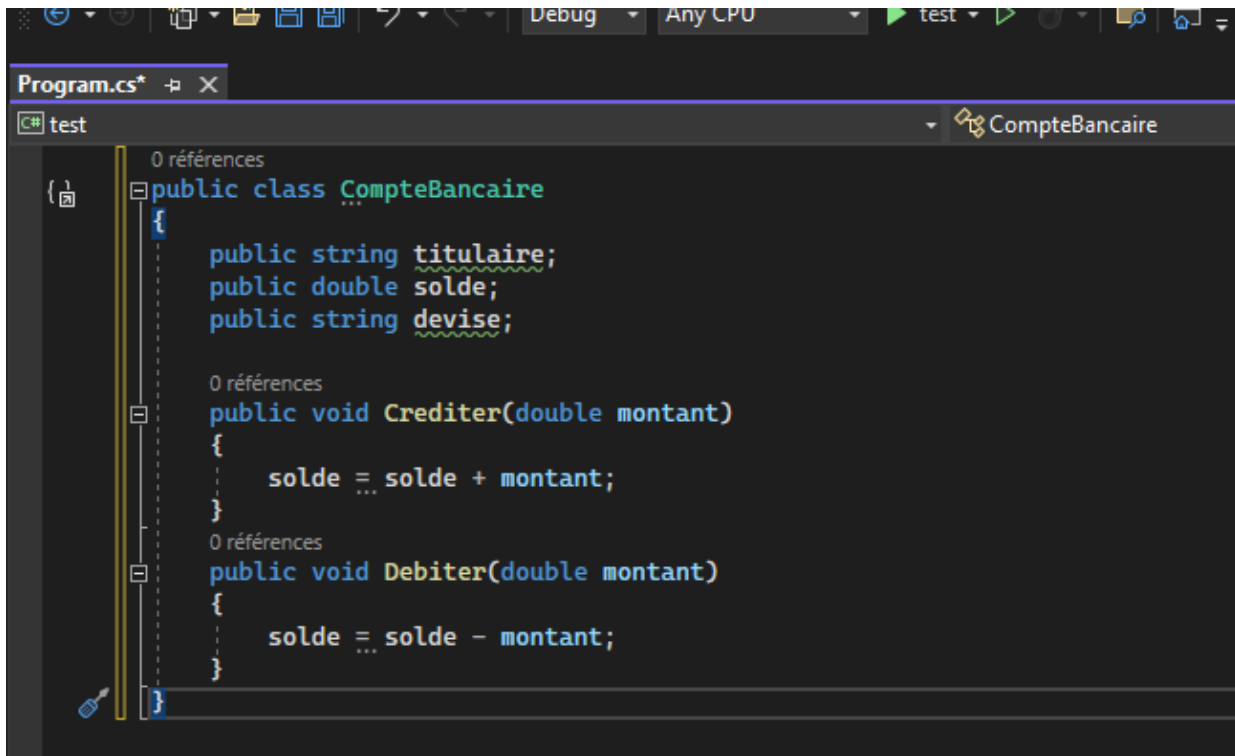 Debug Any CPU test
Program.cs*
C# test CompteBancaire
0 références
public class CompteBancaire
{
public string titulaire;
public double solde;
public string devise;
0 références
public void Crediter(double montant)
{
solde = solde + montant;
}
0 références
public void Debiter(double montant)
{
solde = solde - montant;
}
}